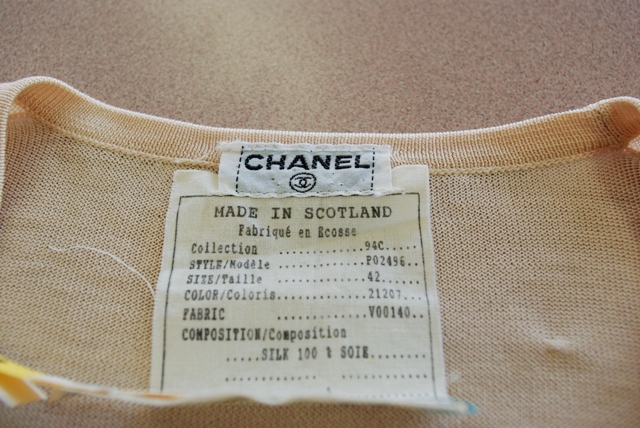 CHANEL
MADE IN SCOTLAND
Fabriqué en Ecosse
Collection ...............94C.....
STYLE/Modèle ...............P02496..
SIZE/Taille ...............42......
COLOR/Coloris...............21207...
FABRIC ...............V00140..
COMPOSITION/Composition
.....SILK 100 % SOIE........